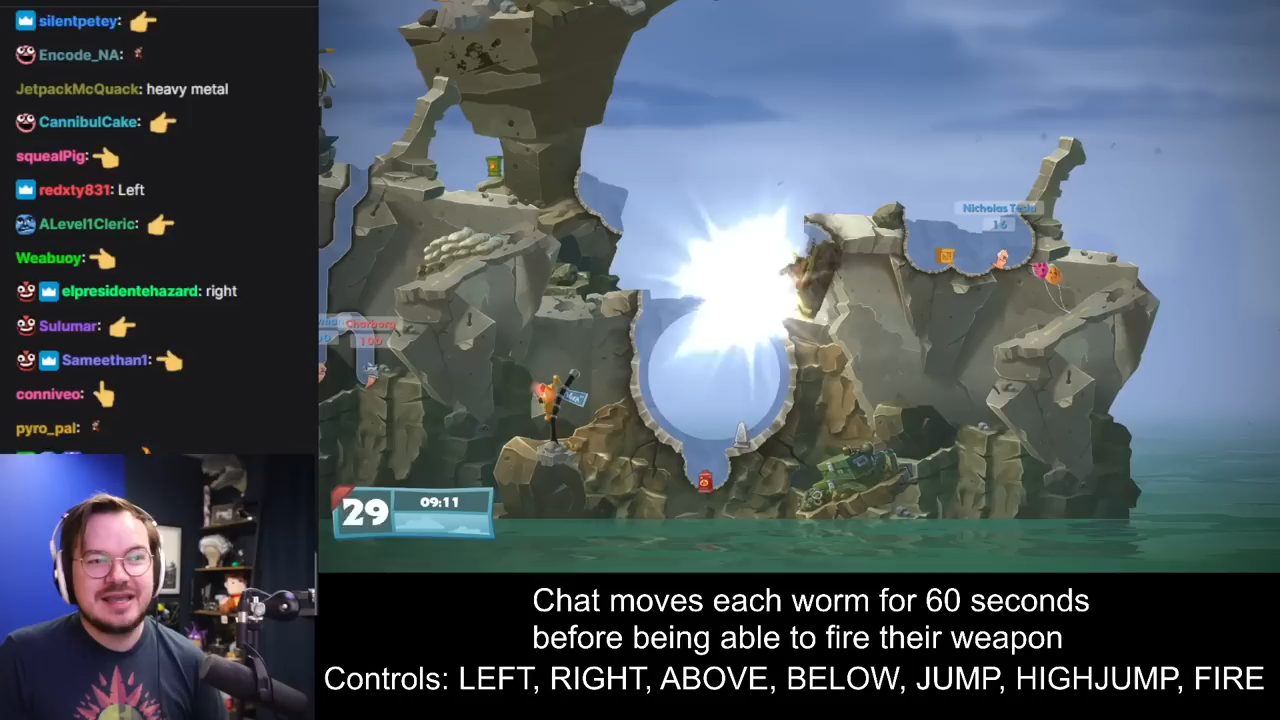 silentpetey:
Encode_NA:
JetpackMcQuack: heavy metal
CannibulCake:
squealPig:
redxty831: Left
ALevel1Cleric:
Weabuoy:
elpresidentehazard: right
Sulumar:
Sameethan1:
conniveo:
pyro_pal:
Nicholas Tesla
16
Charborg
100
29
09:11
Chat moves each worm for 60 seconds
before being able to fire their weapon
Controls: LEFT, RIGHT, ABOVE, BELOW, JUMP, HIGHJUMP, FIRE